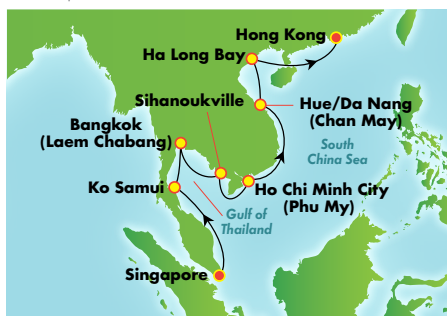 Hong Kong
Ha Long Bay
Sihanoukville
Hue/Da Nang
(Chan May)
Bangkok
(Laem Chabang)
South
China Sea
Ko Samui
Ho Chi Minh City
(Phu My)
Gulf of
Thailand
Singapore